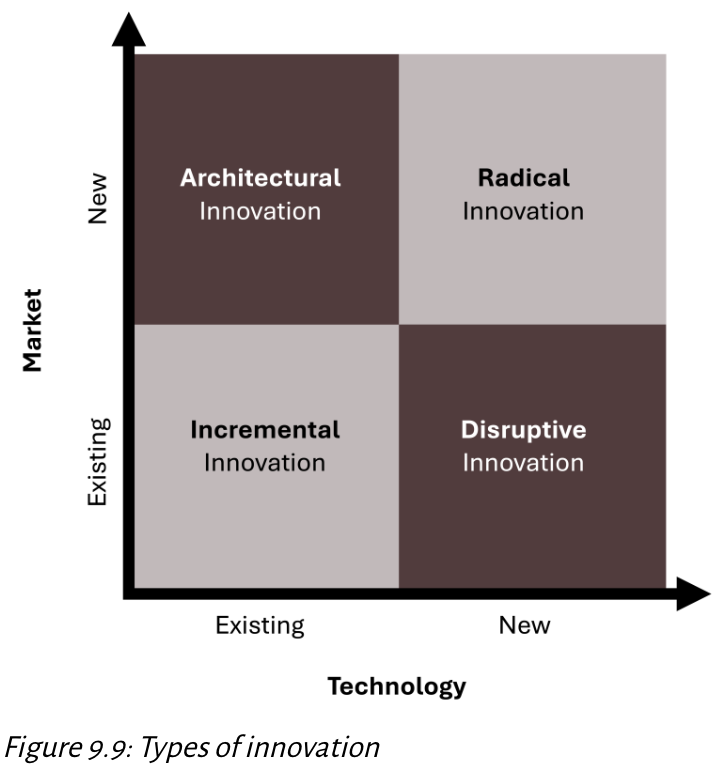 New
Architectural
Innovation
Radical
Innovation
Market
Existing
Incremental
Innovation
Disruptive
Innovation
Existing
New
Technology
Figure 9.9: Types of innovation